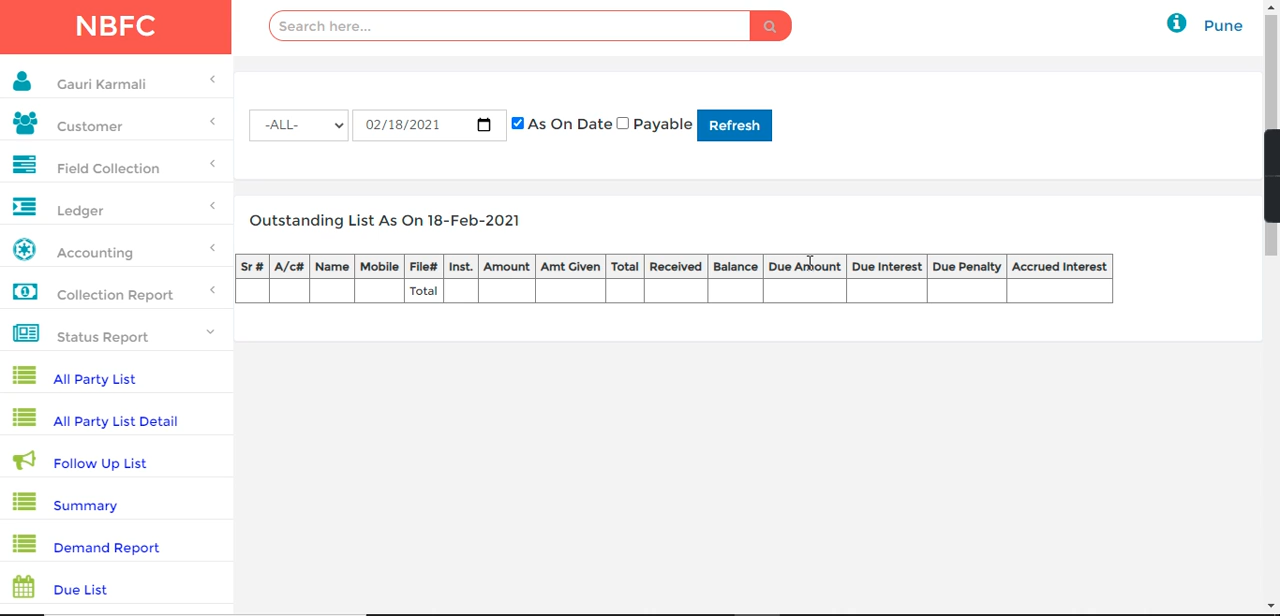 NBFC
Search here...
Pune
Gauri Karmali
Customer
Field Collection
Ledger
Accounting
Collection Report
Status Report
All Party List
All Party List Detail
Follow Up List
Summary
Demand Report
Due List
-ALL- 02/18/2021 As On Date Payable Refresh
Outstanding List As On 18-Feb-2021
Sr # A/c# Name Mobile File# Inst. Amount Amt Given Total Received Balance Due Amount Due Interest Due Penalty Accrued Interest
Total